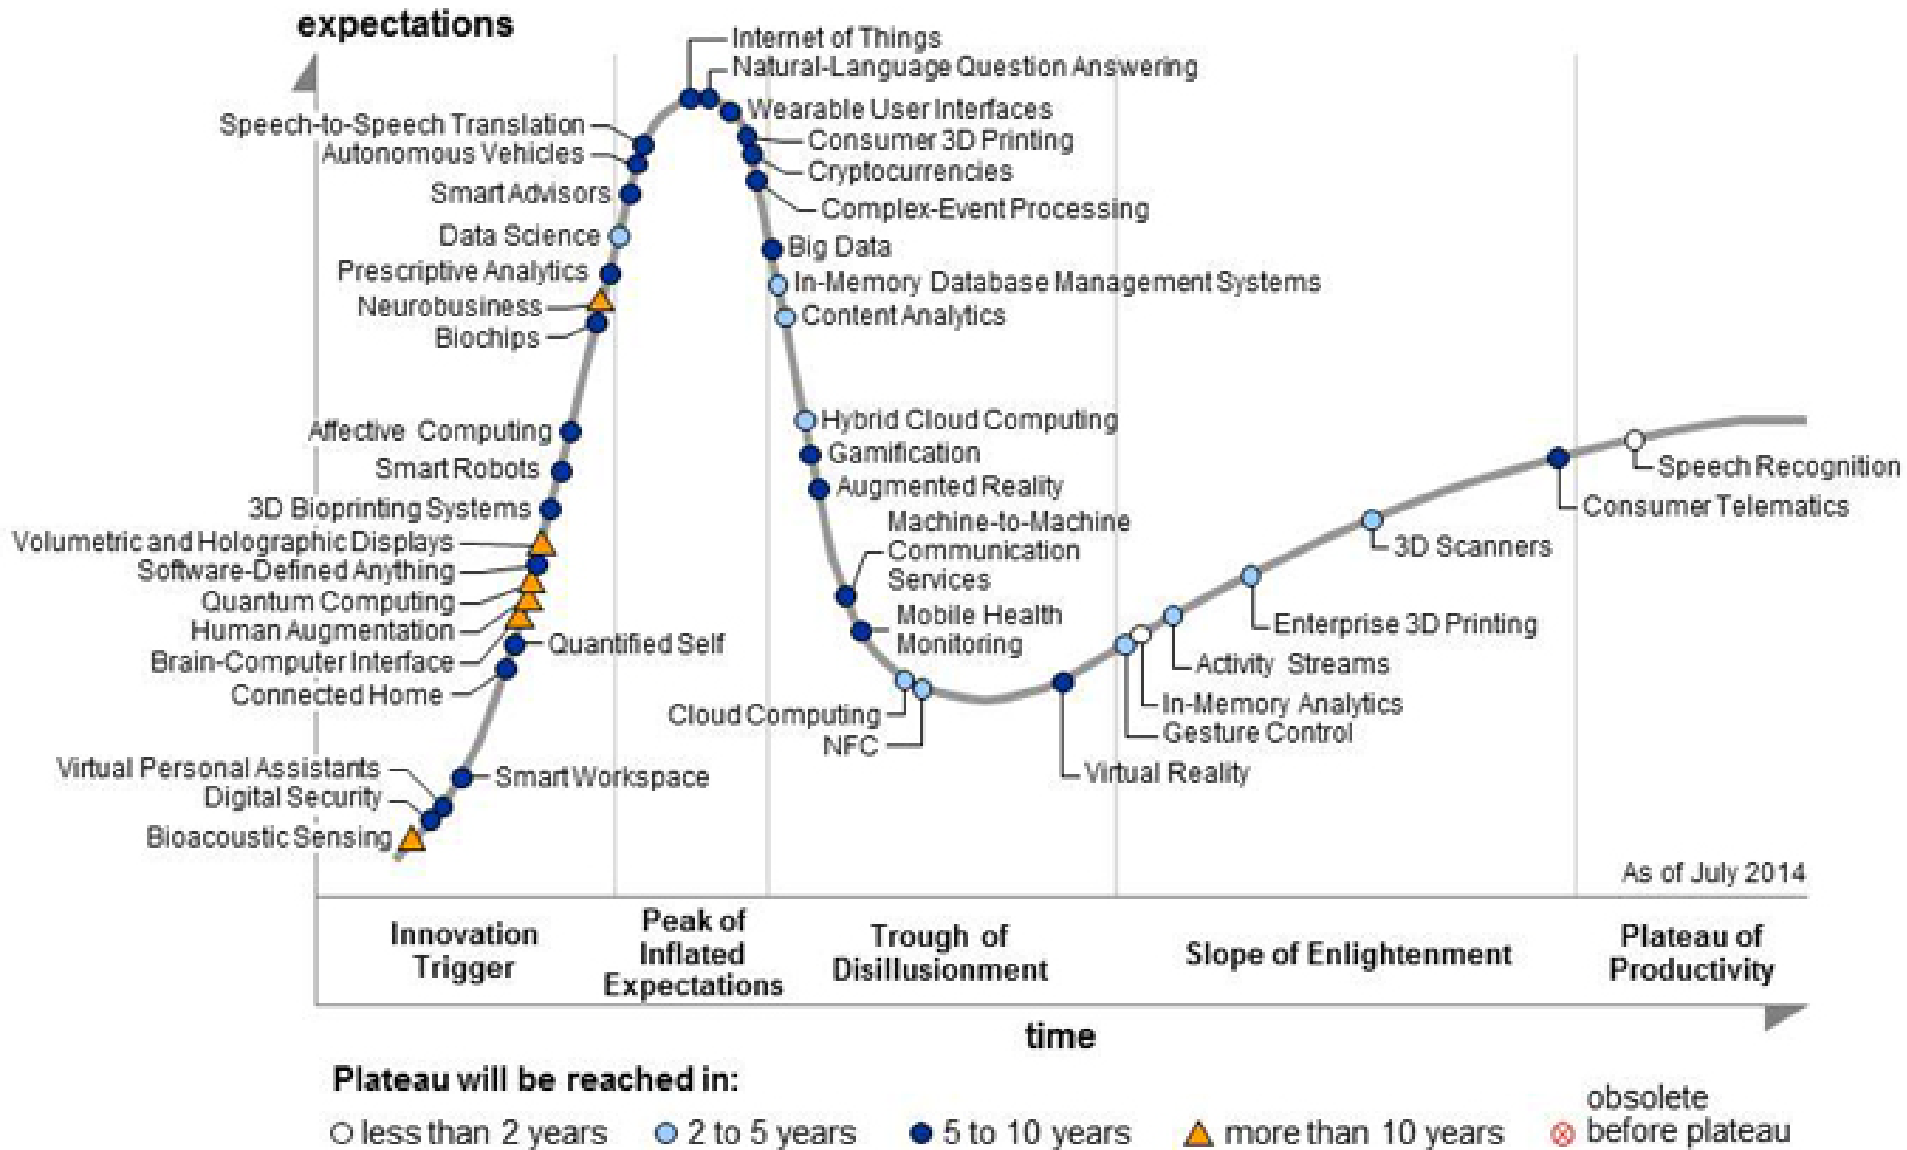 expectations
Internet of Things
Natural-Language Question Answering
Wearable User Interfaces
Speech-to-Speech Translation
Consumer 3D Printing
Autonomous Vehicles
Cryptocurrencies
Smart Advisors
Complex-Event Processing
Data Science
Big Data
Prescriptive Analytics
In-Memory Database Management Systems
Neurobusiness
Content Analytics
Biochips
Hybrid Cloud Computing
Affective Computing
Gamification
Smart Robots
Speech Recognition
Augmented Reality
3D Bioprinting Systems
Consumer Telematics
Machine-to-Machine
Communication
Services
Volumetric and Holographic Displays
3D Scanners
Software-Defined Anything
Quantum Computing
Mobile Health
Monitoring
Human Augmentation
Enterprise 3D Printing
Quantified Self
Brain-Computer Interface
Activity Streams
Connected Home
In-Memory Analytics
Cloud Computing
Gesture Control
NFC
Virtual Reality
Virtual Personal Assistants
Smart Workspace
Digital Security
Bioacoustic Sensing
As of July 2014
Innovation
Trigger
Peak of
Inflated
Expectations
Trough of
Disillusionment
Slope of Enlightenment
Plateau of
Productivity
time
Plateau will be reached in:
less than 2 years
2 to 5 years
5 to 10 years
more than 10 years
obsolete
before plateau